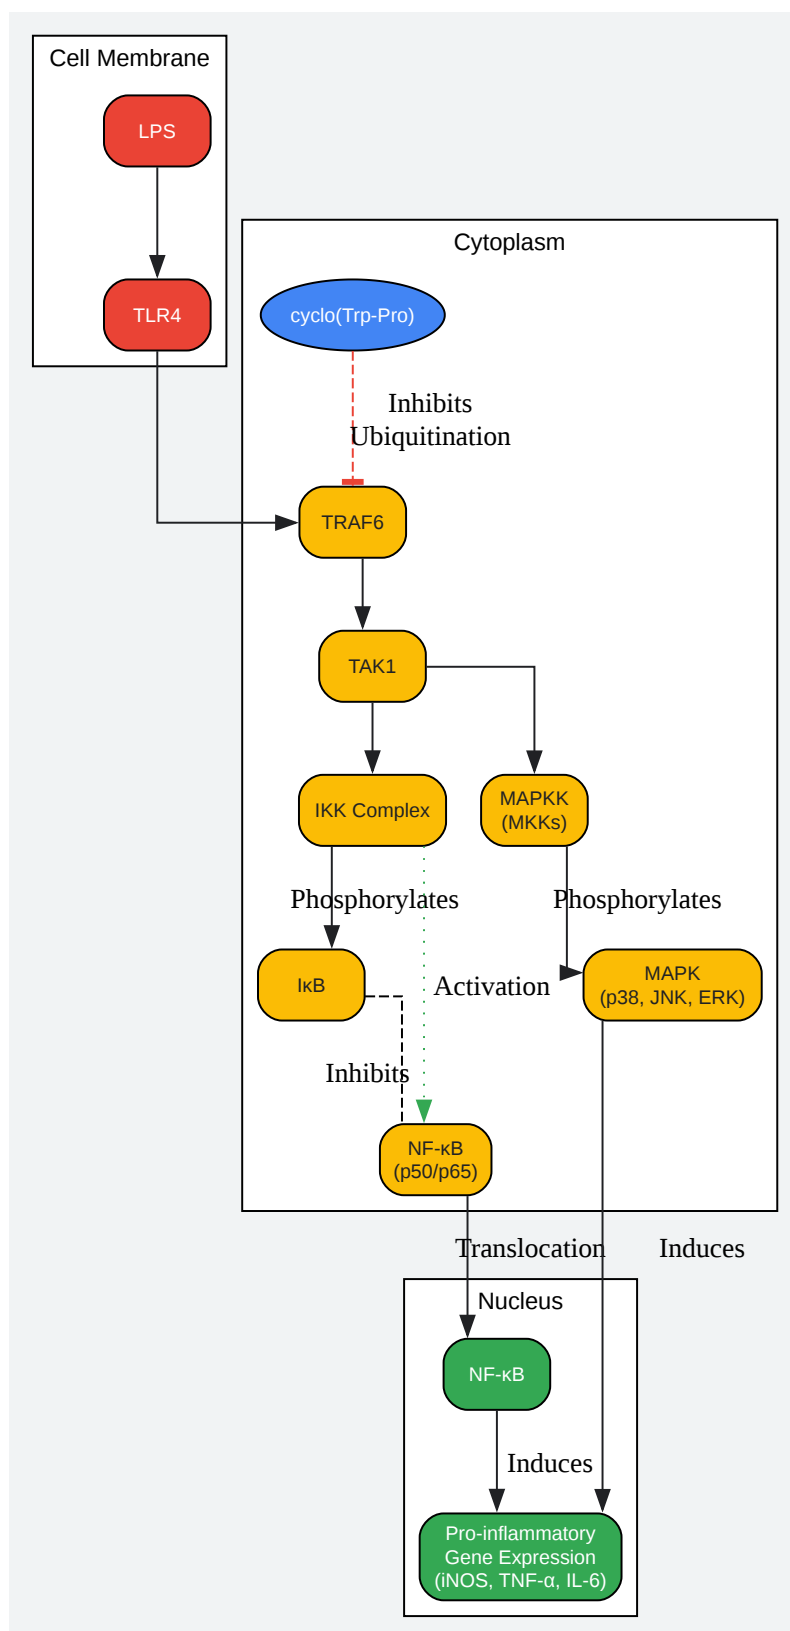 Cell Membrane
LPS
TLR4
Cytoplasm
cyclo(Trp-Pro)
Inhibits
Ubiquitination
TRAF6
TAK1
IKK Complex
MAPKK
(MKKs)
Phosphorylates
Phosphorylates
IκB
Activation
MAPK
(p38, JNK, ERK)
Inhibits
NF-κB
(p50/p65)
Translocation
Induces
Nucleus
NF-κB
Induces
Pro-inflammatory
Gene Expression
(iNOS, TNF-α, IL-6)